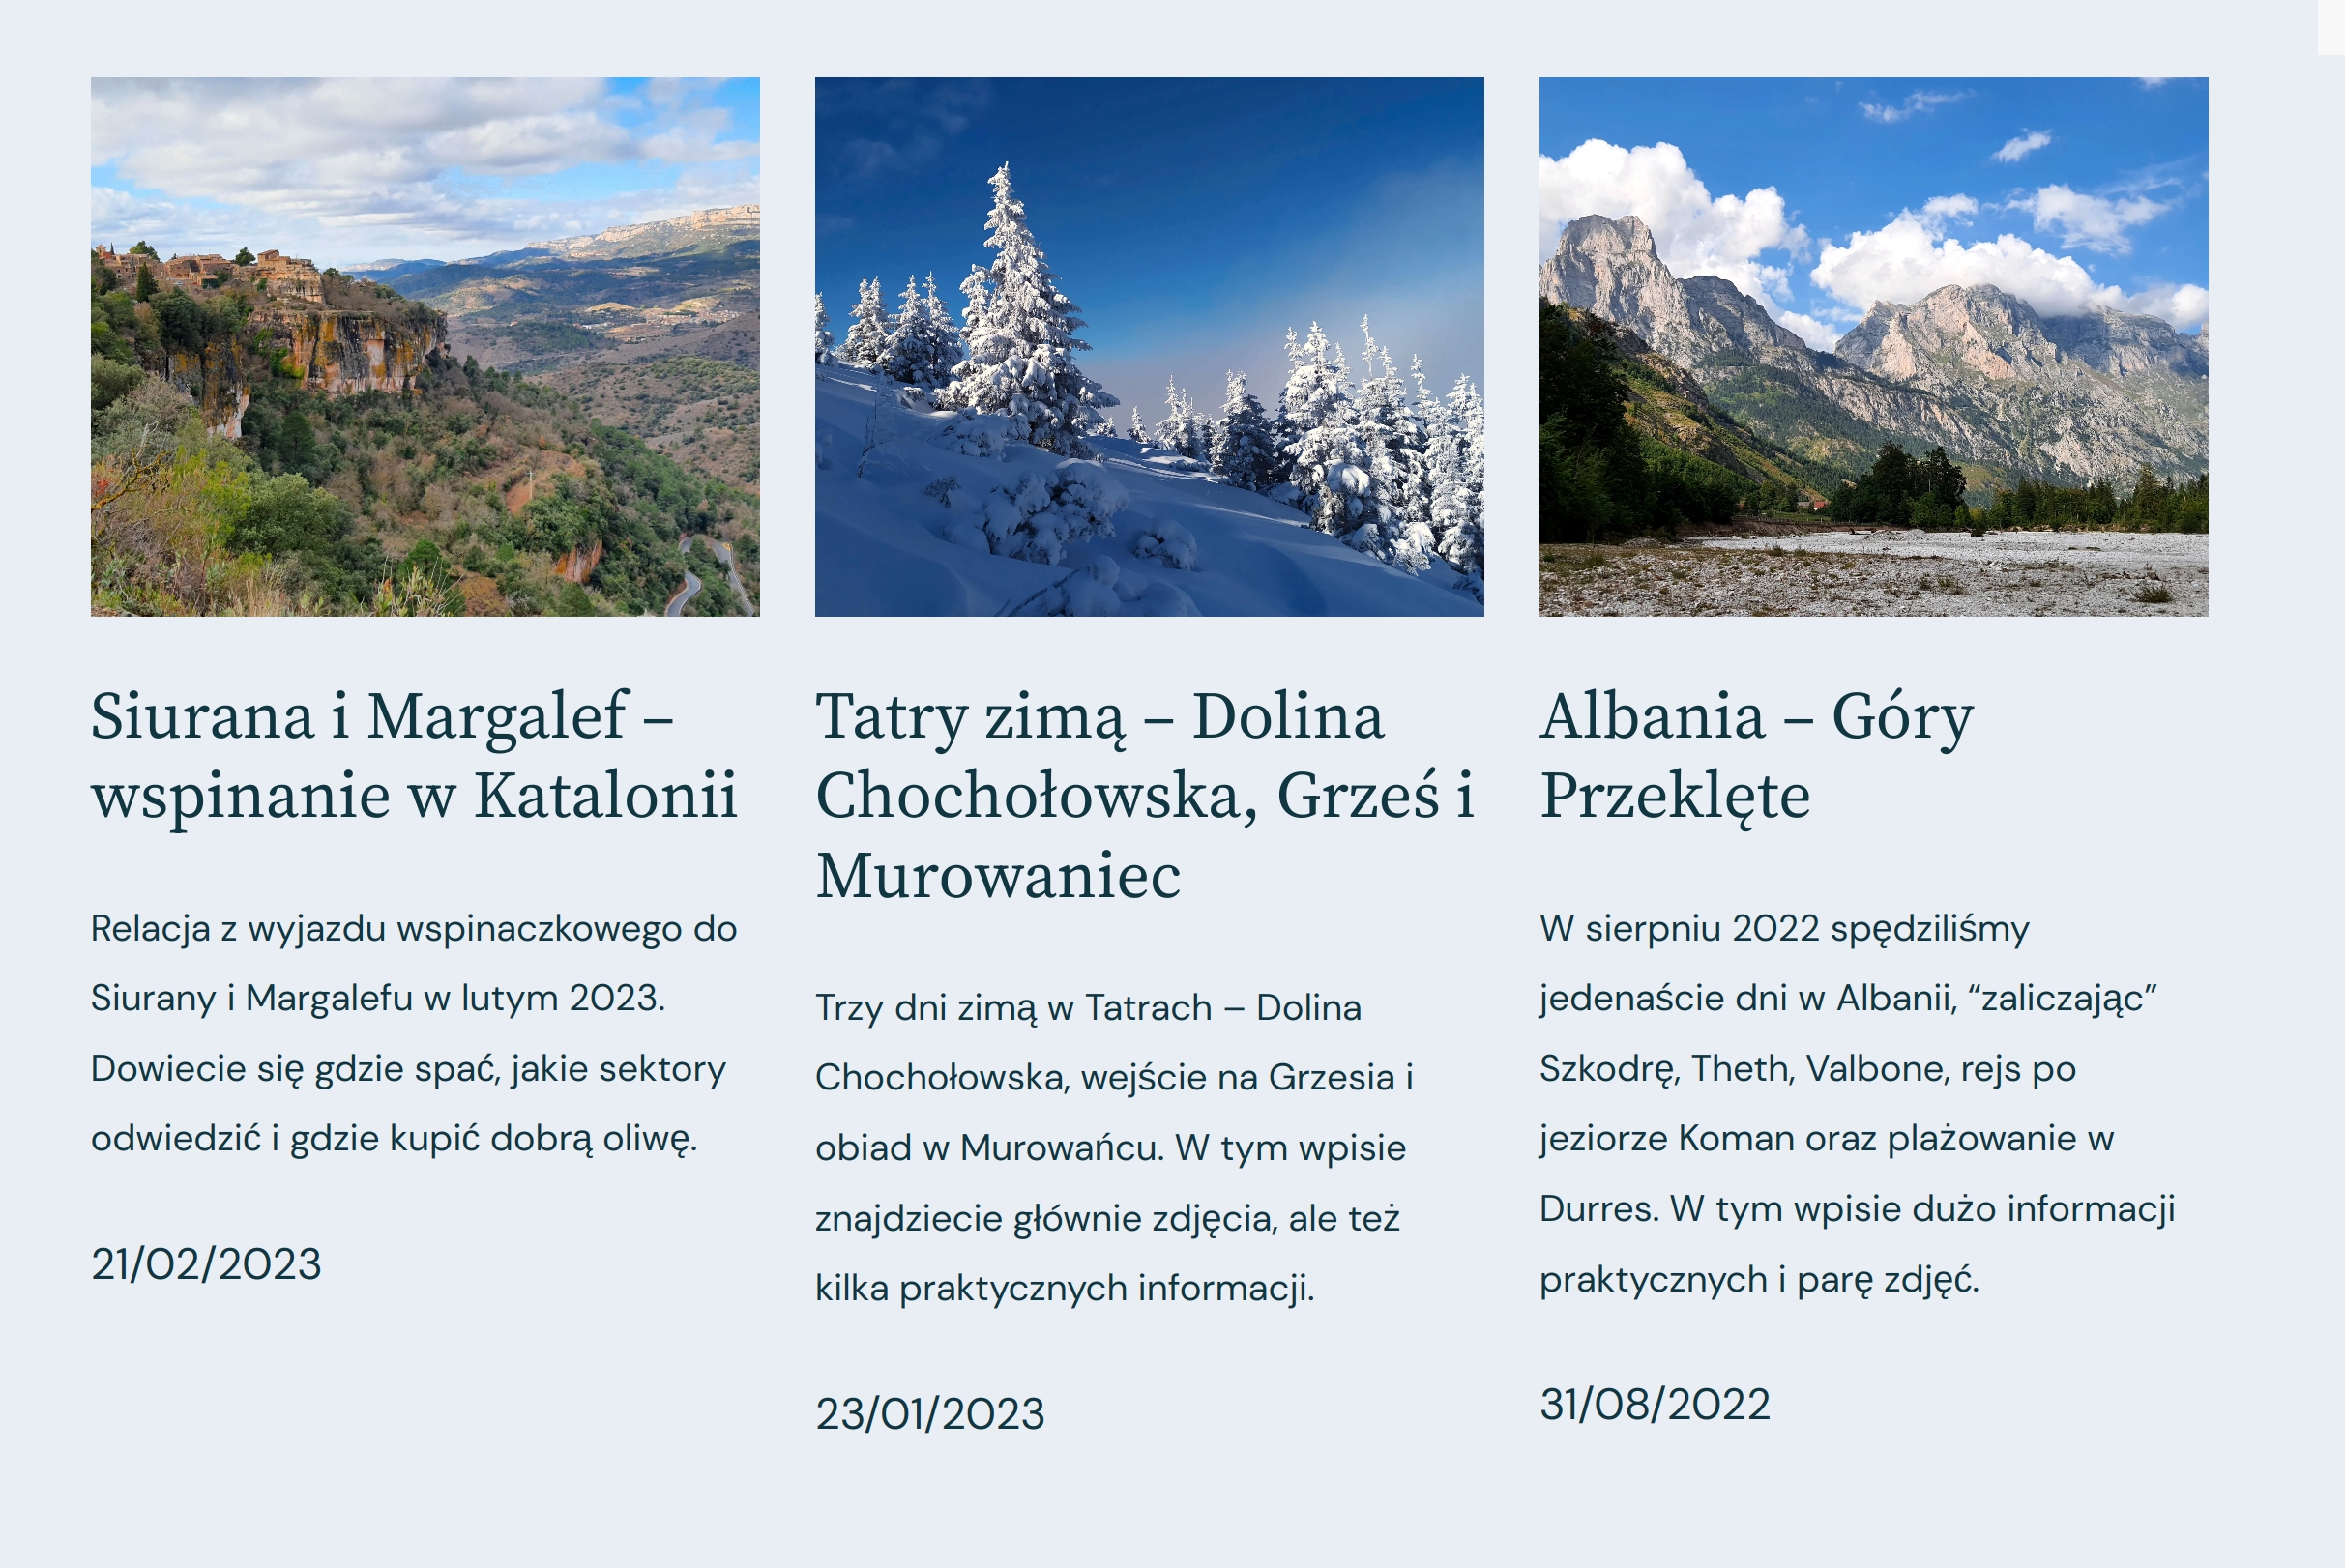 Siurana i Margalef –
wspinanie w Katalonii
Relacja z wyjazdu wspinaczkowego do
Siurany i Margalefu w lutym 2023.
Dowiecie się gdzie spać, jakie sektory
odwiedzić i gdzie kupić dobrą oliwę.
21/02/2023
Tatry zimą – Dolina
Chochołowska, Grześ i
Murowaniec
Trzy dni zimą w Tatrach – Dolina
Chochołowska, wejście na Grzesia i
obiad w Murowańcu. W tym wpisie
znajdziecie głównie zdjęcia, ale też
kilka praktycznych informacji.
23/01/2023
Albania – Góry
Przeklęte
W sierpniu 2022 spędziliśmy
jedenaście dni w Albanii, “zaliczając”
Szkodrę, Theth, Valbone, rejs po
jeziorze Koman oraz plażowanie w
Durres. W tym wpisie dużo informacji
praktycznych i parę zdjęć.
31/08/2022